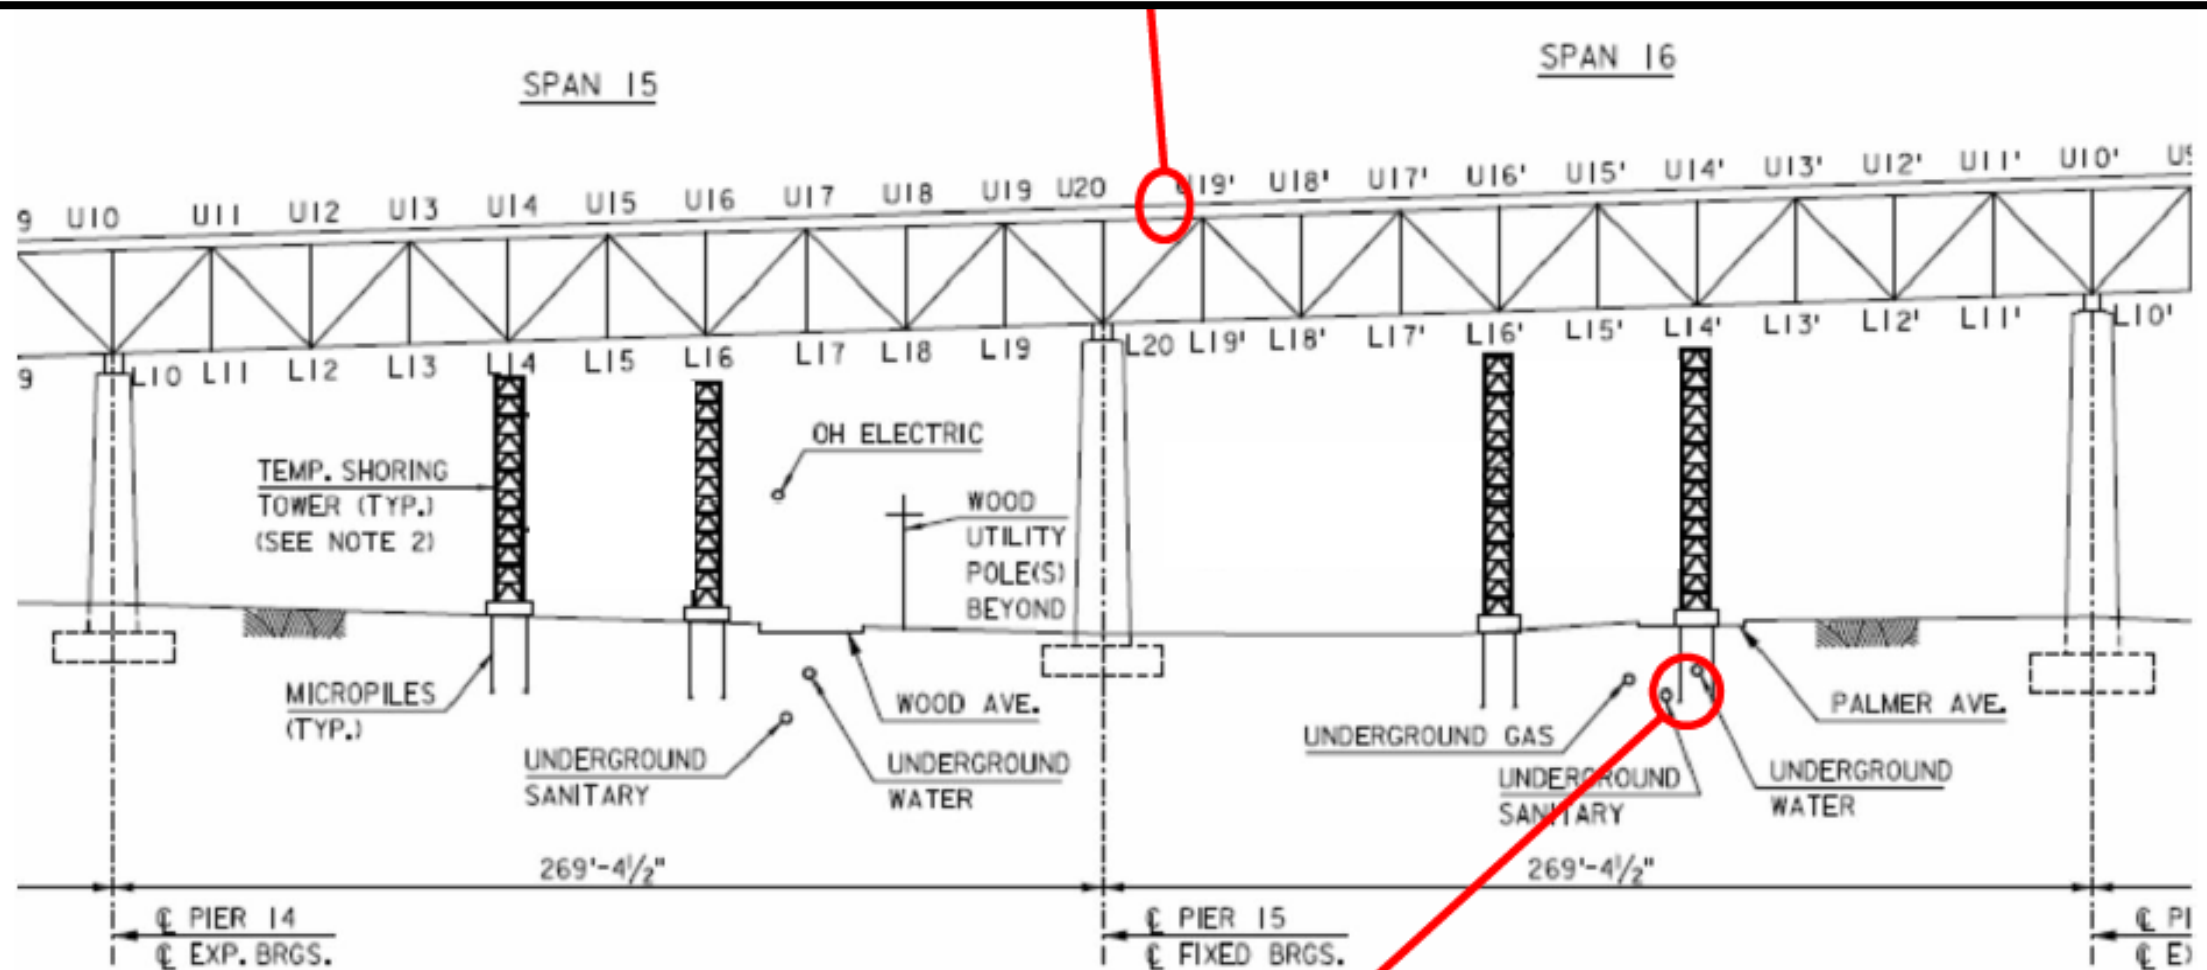 SPAN 15
SPAN 16
9 U10 U11 U12 U13 U14 U15 U16 U17 U18 U19 U20 U19' U18' U17' U16' U15' U14' U13' U12' U11' U10' U9
9 L10 L11 L12 L13 L14 L15 L16 L17 L18 L19 L20 L19' L18' L17' L16' L15' L14' L13' L12' L11' L10'
OH ELECTRIC
TEMP. SHORING
TOWER (TYP.)
(SEE NOTE 2)
WOOD
UTILITY
POLE(S)
BEYOND
MICROPILES
(TYP.)
WOOD AVE.
PALMER AVE.
UNDERGROUND
SANITARY
UNDERGROUND
WATER
UNDERGROUND GAS
UNDERGROUND
SANITARY
UNDERGROUND
WATER
269'-4½"
269'-4½"
℄ PIER 14
℄ EXP. BRGS.
℄ PIER 15
℄ FIXED BRGS.
℄ PI
℄ E